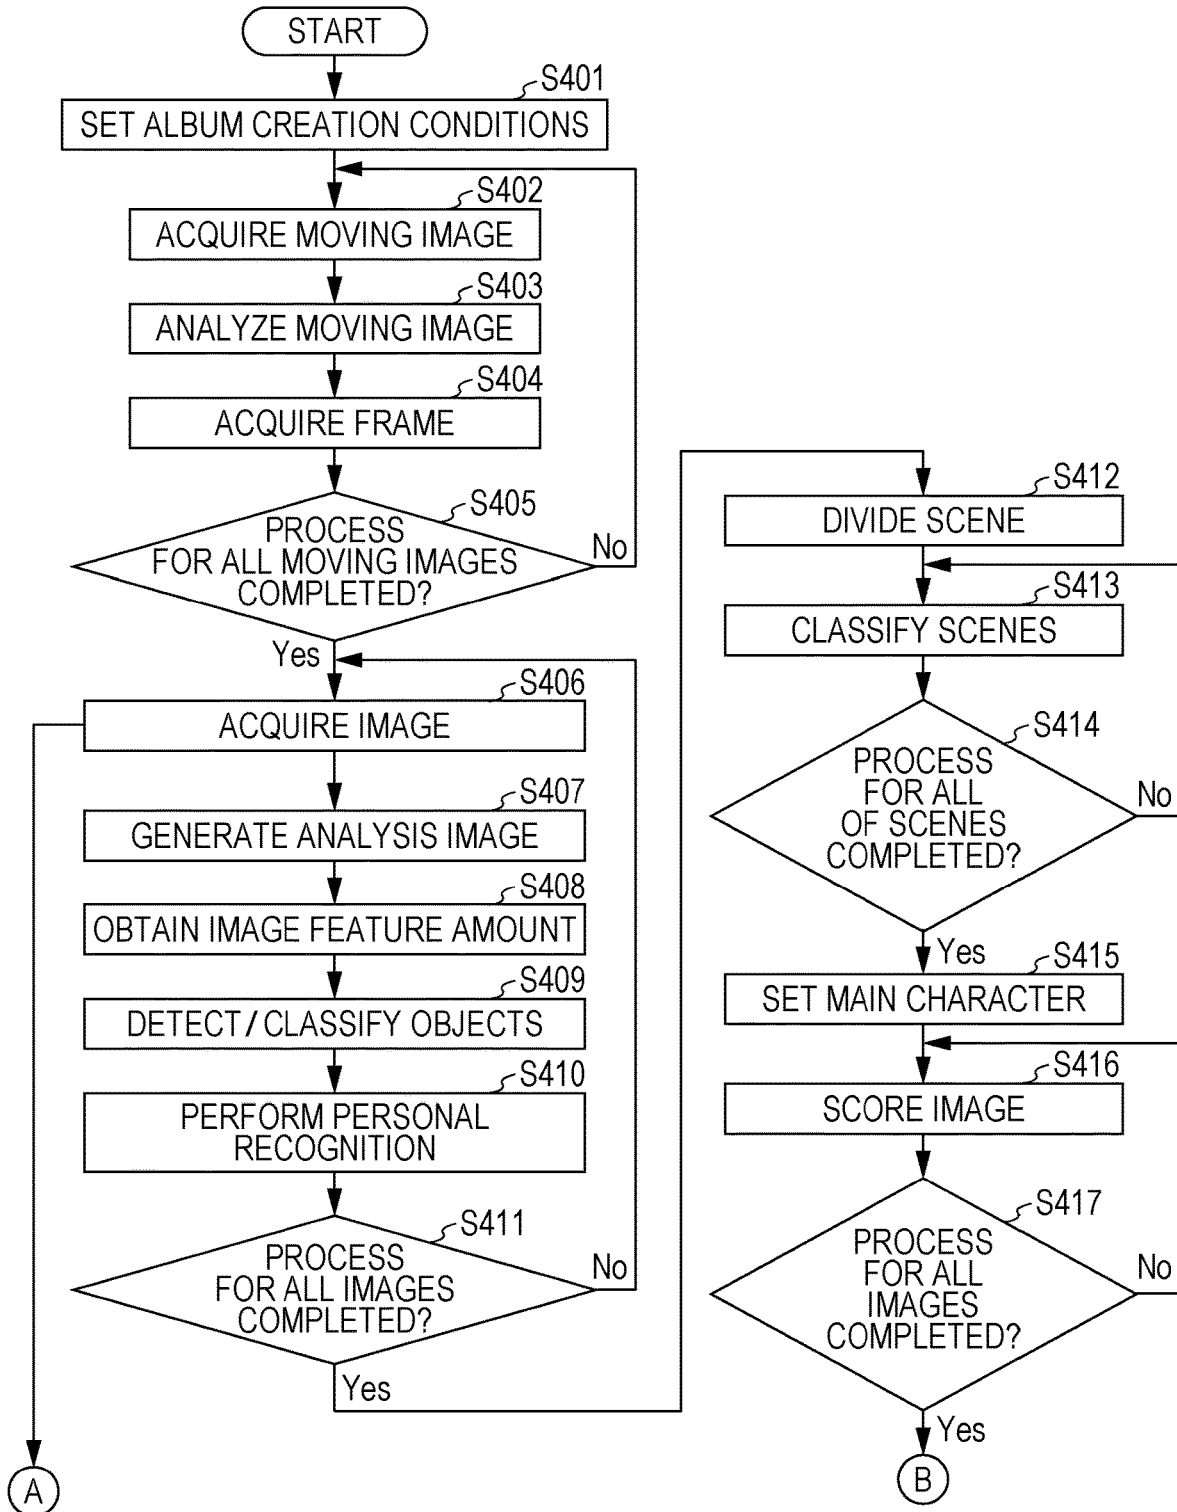 START
S401
SET ALBUM CREATION CONDITIONS
S402
ACQUIRE MOVING IMAGE
S403
ANALYZE MOVING IMAGE
S404
ACQUIRE FRAME
S405
PROCESS
FOR ALL MOVING IMAGES
COMPLETED?
No
Yes
S406
ACQUIRE IMAGE
S407
GENERATE ANALYSIS IMAGE
S408
OBTAIN IMAGE FEATURE AMOUNT
S409
DETECT / CLASSIFY OBJECTS
S410
PERFORM PERSONAL
RECOGNITION
S411
PROCESS
FOR ALL IMAGES
COMPLETED?
No
Yes
A
S412
DIVIDE SCENE
S413
CLASSIFY SCENES
S414
PROCESS
FOR ALL
OF SCENES
COMPLETED?
No
Yes
S415
SET MAIN CHARACTER
S416
SCORE IMAGE
S417
PROCESS
FOR ALL
IMAGES
COMPLETED?
No
Yes
B